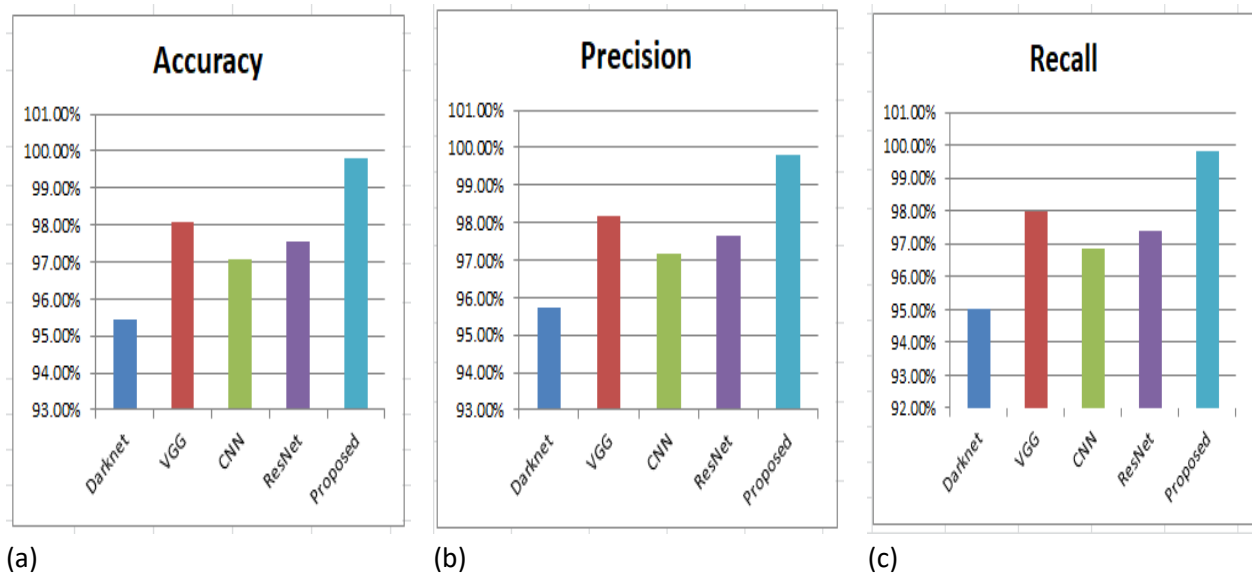 Accuracy
101.00%
100.00%
99.00%
98.00%
97.00%
96.00%
95.00%
94.00%
93.00%
Darknet
VGG
CNN
ResNet
Proposed
(a)
Precision
101.00%
100.00%
99.00%
98.00%
97.00%
96.00%
95.00%
94.00%
93.00%
Darknet
VGG
CNN
ResNet
Proposed
(b)
Recall
101.00%
100.00%
99.00%
98.00%
97.00%
96.00%
95.00%
94.00%
93.00%
92.00%
Darknet
VGG
CNN
ResNet
Proposed
(c)